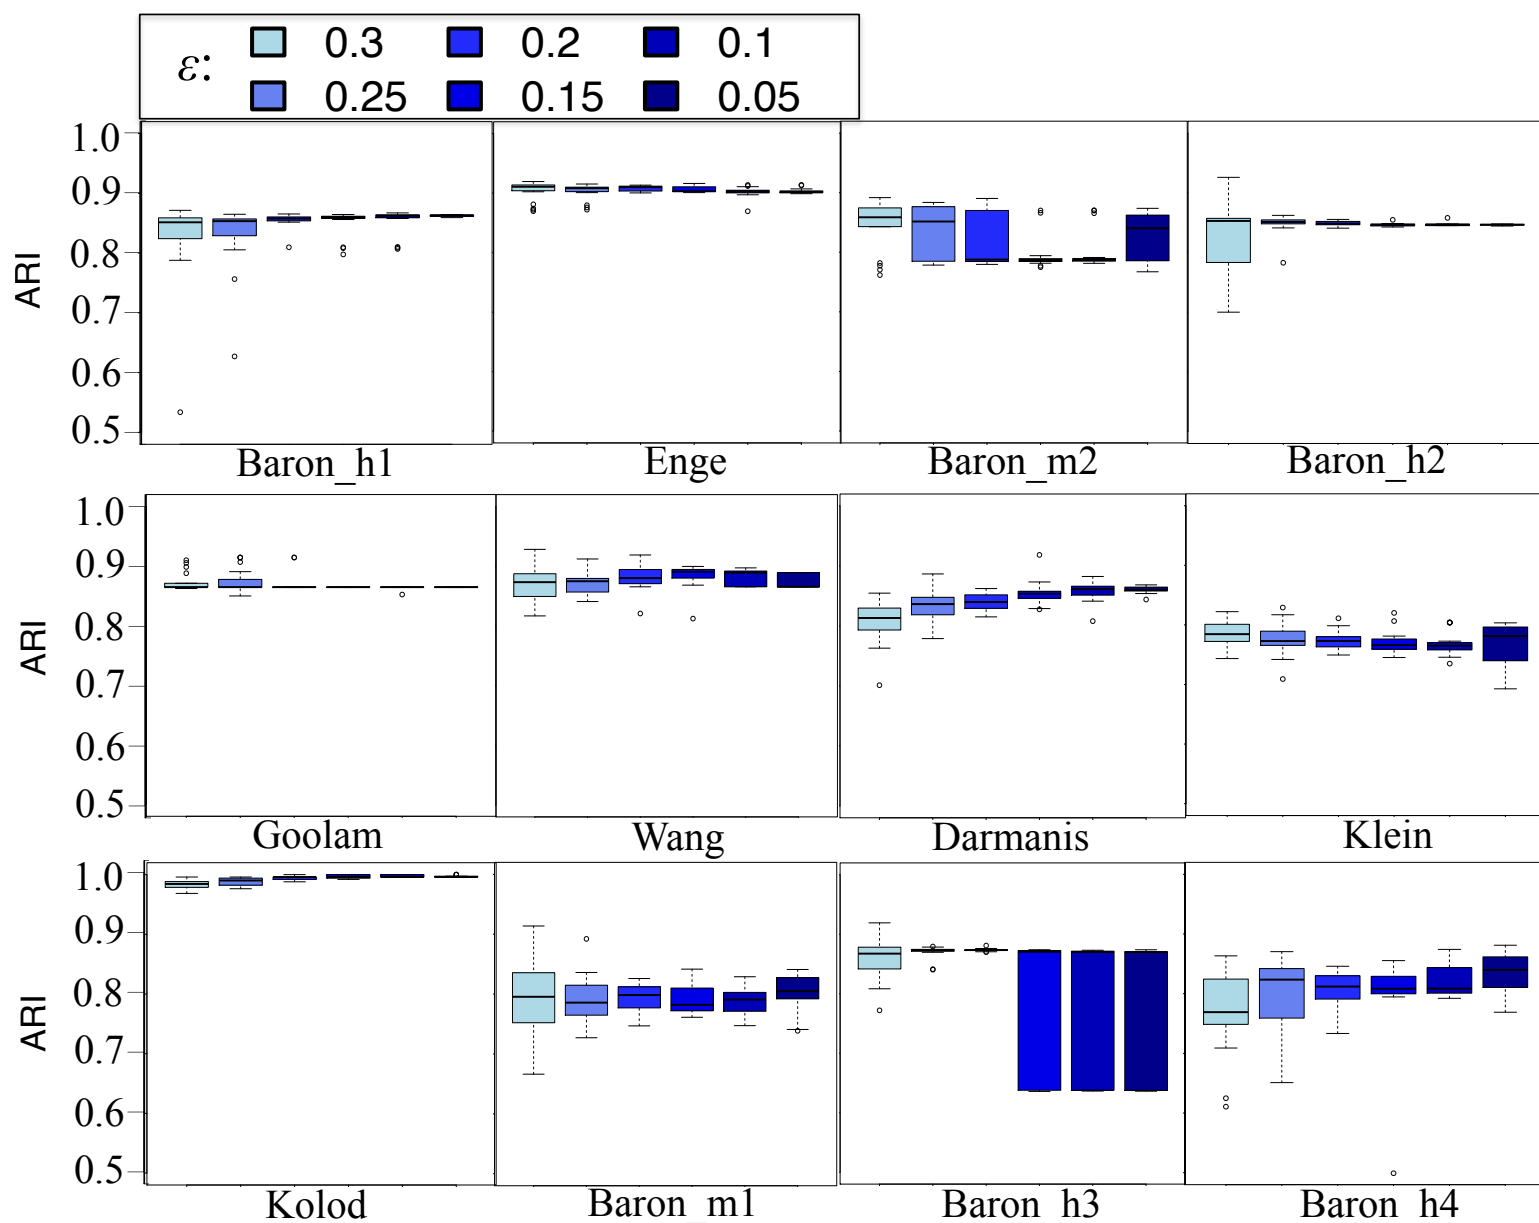 ε: 0.3 0.2 0.1
0.25 0.15 0.05
ARI
1.0
0.9
0.8
0.7
0.6
0.5
Baron_h1 Enge Baron_m2 Baron_h2
ARI
1.0
0.9
0.8
0.7
0.6
0.5
Goolam Wang Darmanis Klein
ARI
1.0
0.9
0.8
0.7
0.6
0.5
Kolod Baron_m1 Baron_h3 Baron_h4